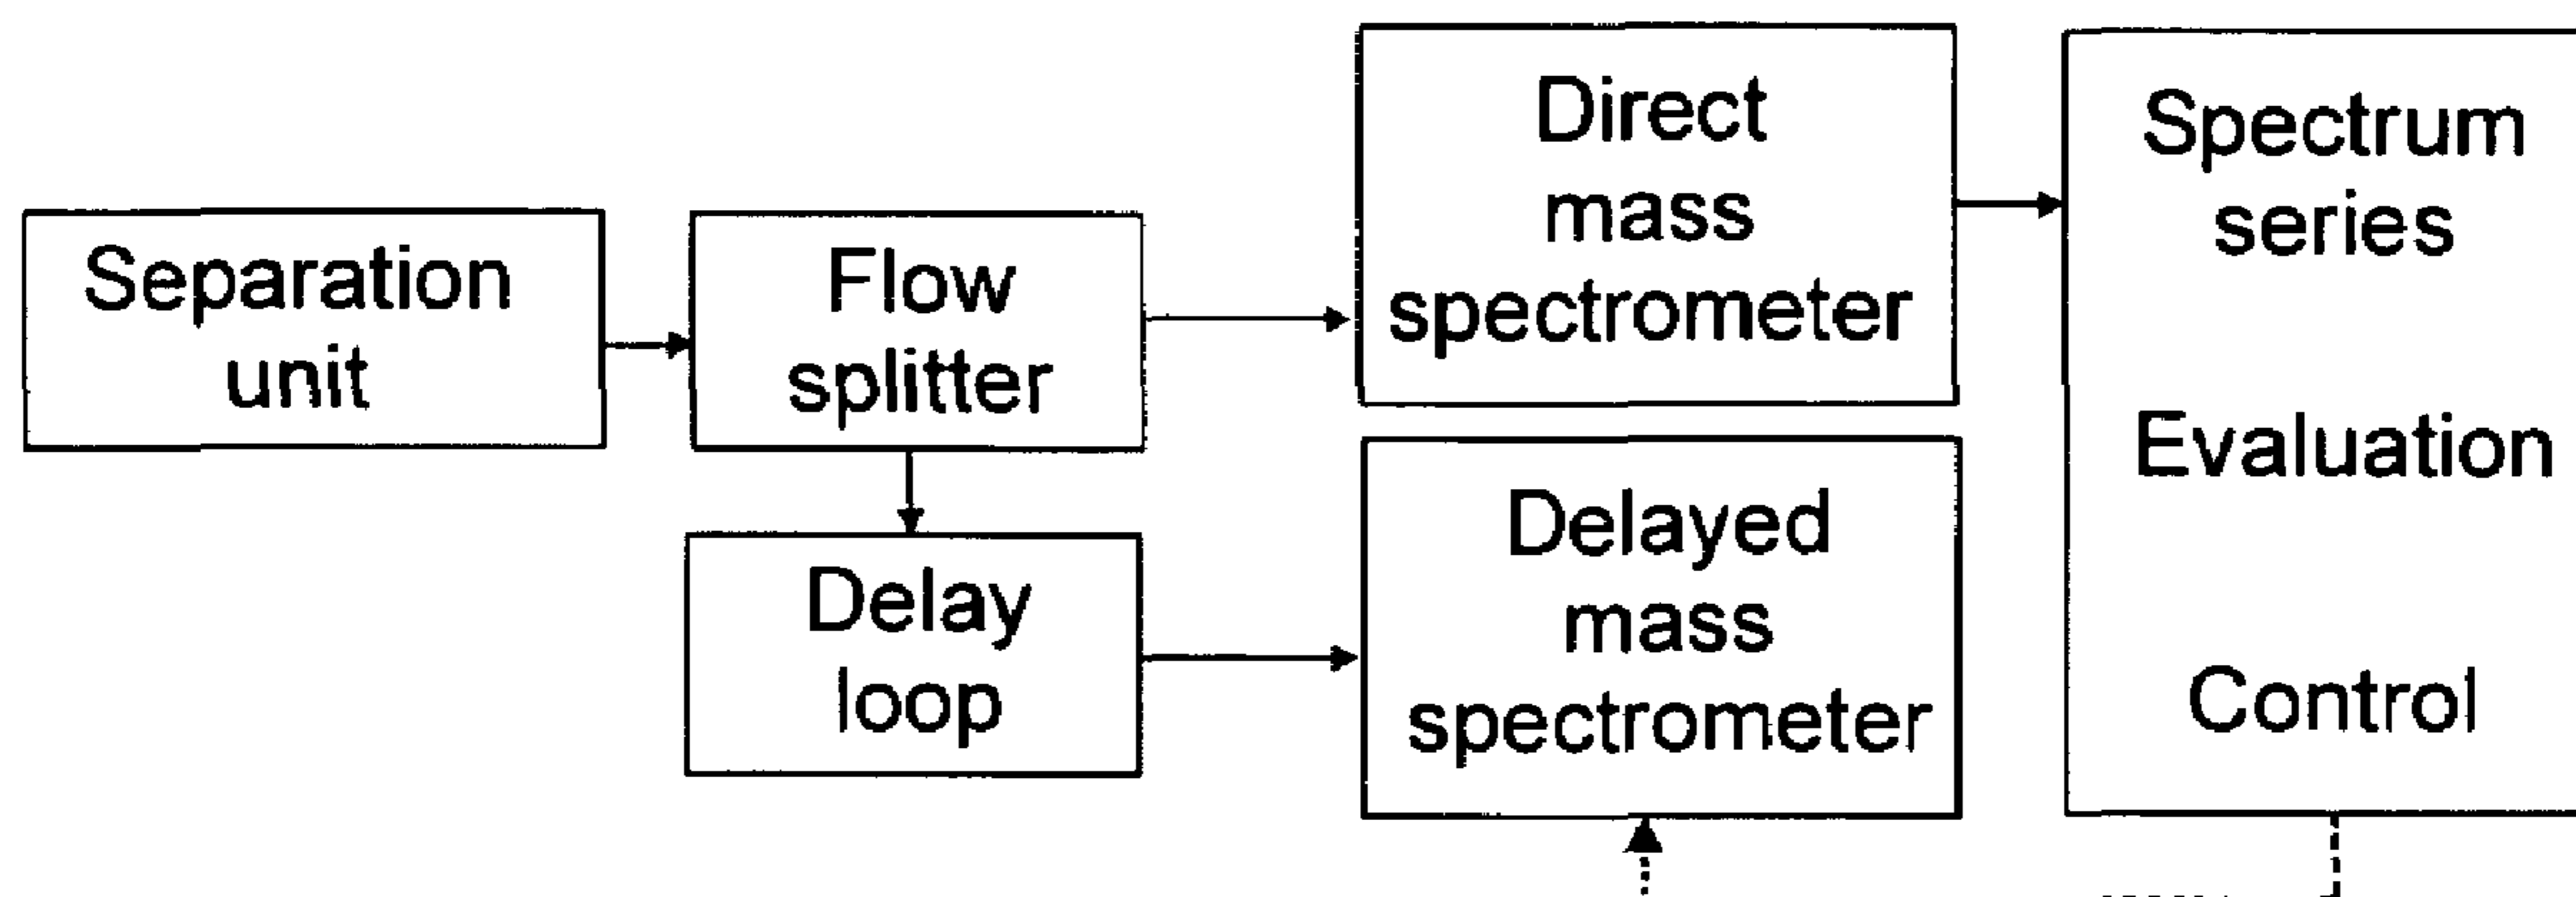 Separation
unit
Flow
splitter
Delay
loop
Direct
mass
spectrometer
Delayed
mass
spectrometer
Spectrum
series
Evaluation
Control